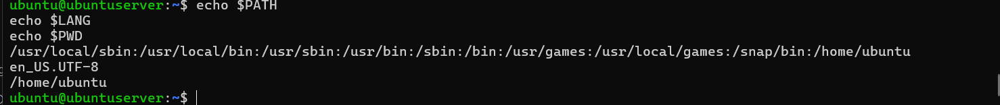 ubuntu@ubuntuserver:~$ echo $PATH
echo $LANG
echo $PWD
/usr/local/sbin:/usr/local/bin:/usr/sbin:/usr/bin:/sbin:/bin:/usr/games:/usr/local/games:/snap/bin:/home/ubuntu
en_US.UTF-8
/home/ubuntu
ubuntu@ubuntuserver:~$